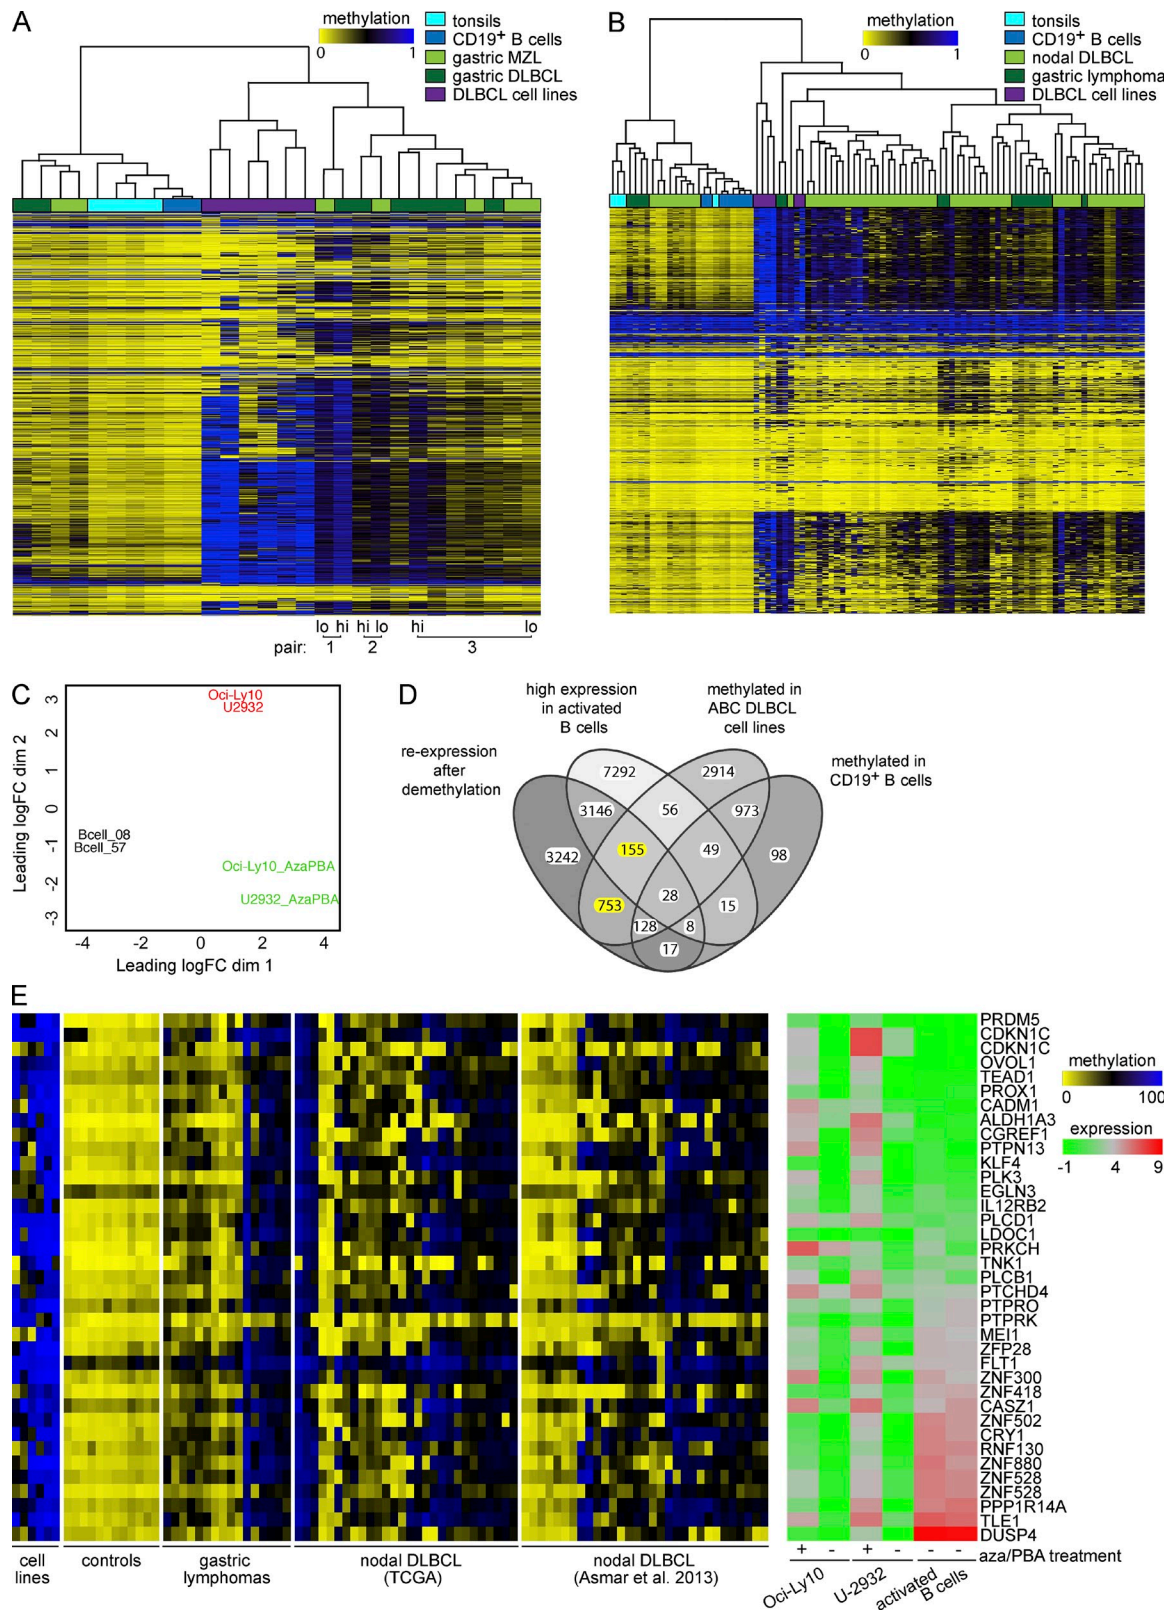 A
methylation
0 1
tonsils
CD19+ B cells
gastric MZL
gastric DLBCL
DLBCL cell lines
lo hi hi lo hi lo
pair: 1 2 3
B
methylation
0 1
tonsils
CD19+ B cells
nodal DLBCL
gastric lymphoma
DLBCL cell lines
C
Leading logFC dim 2
3
2
1
0
-1
-2
-3
Oci-Ly10
U2932
Bcell_08
Bcell_57
Oci-Ly10_AzaPBA
U2932_AzaPBA
-4 -2 0 2 4
Leading logFC dim 1
D
re-expression
after
demethylation
high expression
in activated
B cells
methylated in
ABC DLBCL
cell lines
methylated in
CD19+ B cells
7292 2914
3146 56 973
3242 155 49 98
28
753 15
128 8
17
E
PRDM5
CDKN1C
CDKN1C
OVOL1
TEAD1
PROX1
CADM1
ALDH1A3
CGREF1
PTPN13
KLF4
PLK3
EGLN3
IL12RB2
PLCD1
LDOC1
PRKCH
TNK1
PLCB1
PTCHD4
PTPRO
PTPRK
MEI1
ZFP28
FLT1
ZNF300
ZNF418
CASZ1
ZNF502
CRY1
RNF130
ZNF880
ZNF528
ZNF528
PPP1R14A
TLE1
DUSP4
methylation
0 100
expression
-1 4 9
cell
lines
controls
gastric
lymphomas
nodal DLBCL
(TCGA)
nodal DLBCL
(Asmar et al. 2013)
+ - + - - -
aza/PBA treatment
Oci-Ly10
U-2932
activated
B cells